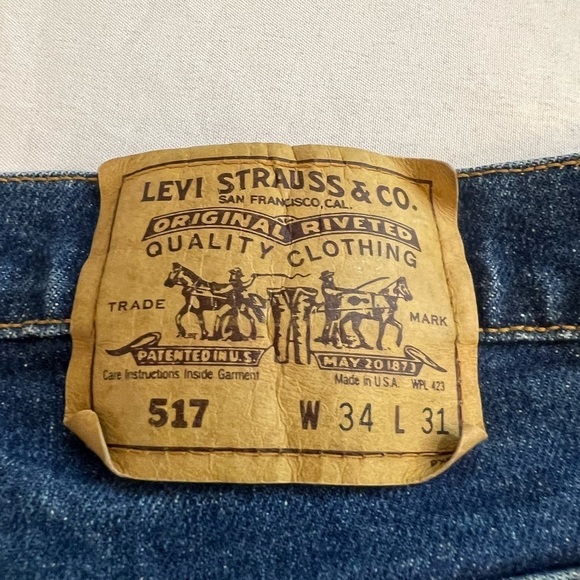 LEVI STRAUSS & CO.
SAN FRANCISCO, CAL.
ORIGINAL RIVETED
QUALITY CLOTHING
TRADE MARK
PATENTED IN U.S. MAY 20 1873
Care Instructions Inside Garment Made in U.S.A. WPL 423
517 W 34 L 31